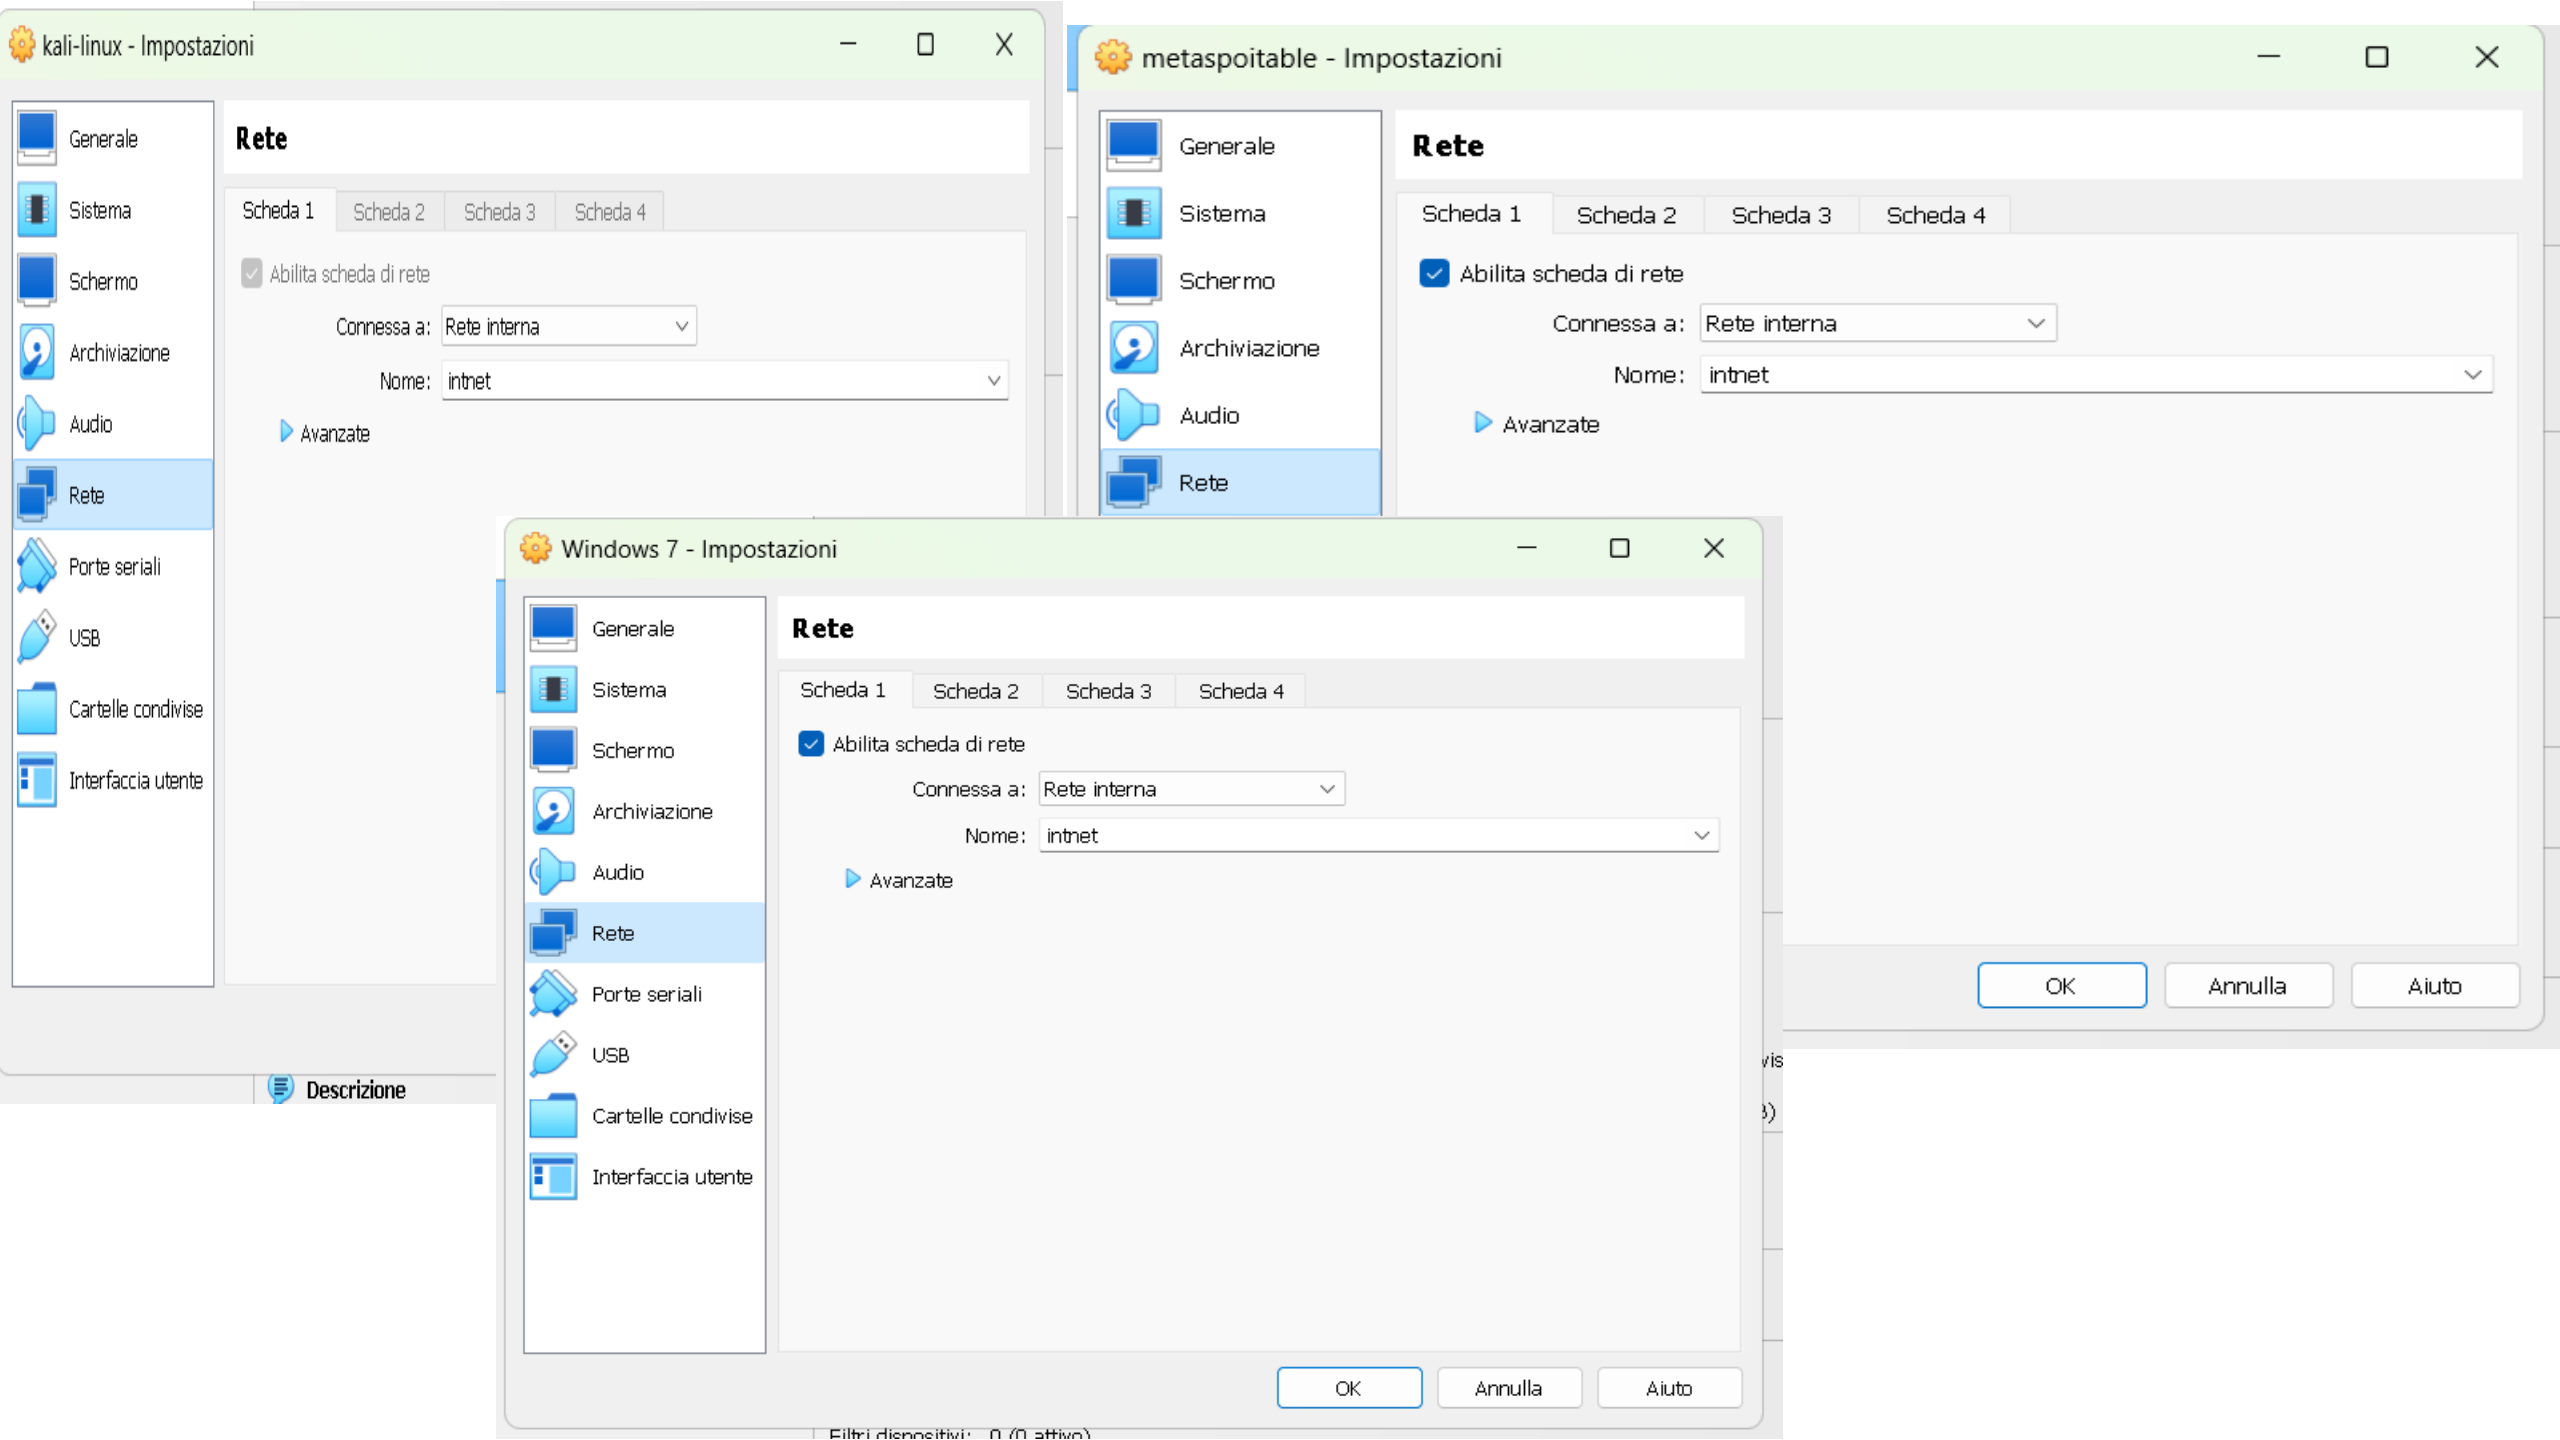 kali-linux - Impostazioni
Generale
Sistema
Schermo
Archiviazione
Audio
Rete
Porte seriali
USB
Cartelle condivise
Interfaccia utente
Rete
Scheda 1 Scheda 2 Scheda 3 Scheda 4
Abilita scheda di rete
Connessa a: Rete interna
Nome: intnet
Avanzate
Descrizione
metaspoitable - Impostazioni
Generale
Sistema
Schermo
Archiviazione
Audio
Rete
Rete
Scheda 1 Scheda 2 Scheda 3 Scheda 4
Abilita scheda di rete
Connessa a: Rete interna
Nome: intnet
Avanzate
OK Annulla Aiuto
Windows 7 - Impostazioni
Generale
Sistema
Schermo
Archiviazione
Audio
Rete
Porte seriali
USB
Cartelle condivise
Interfaccia utente
Rete
Scheda 1 Scheda 2 Scheda 3 Scheda 4
Abilita scheda di rete
Connessa a: Rete interna
Nome: intnet
Avanzate
OK Annulla Aiuto
Filtri dispositivi: 0 (0 attivo)